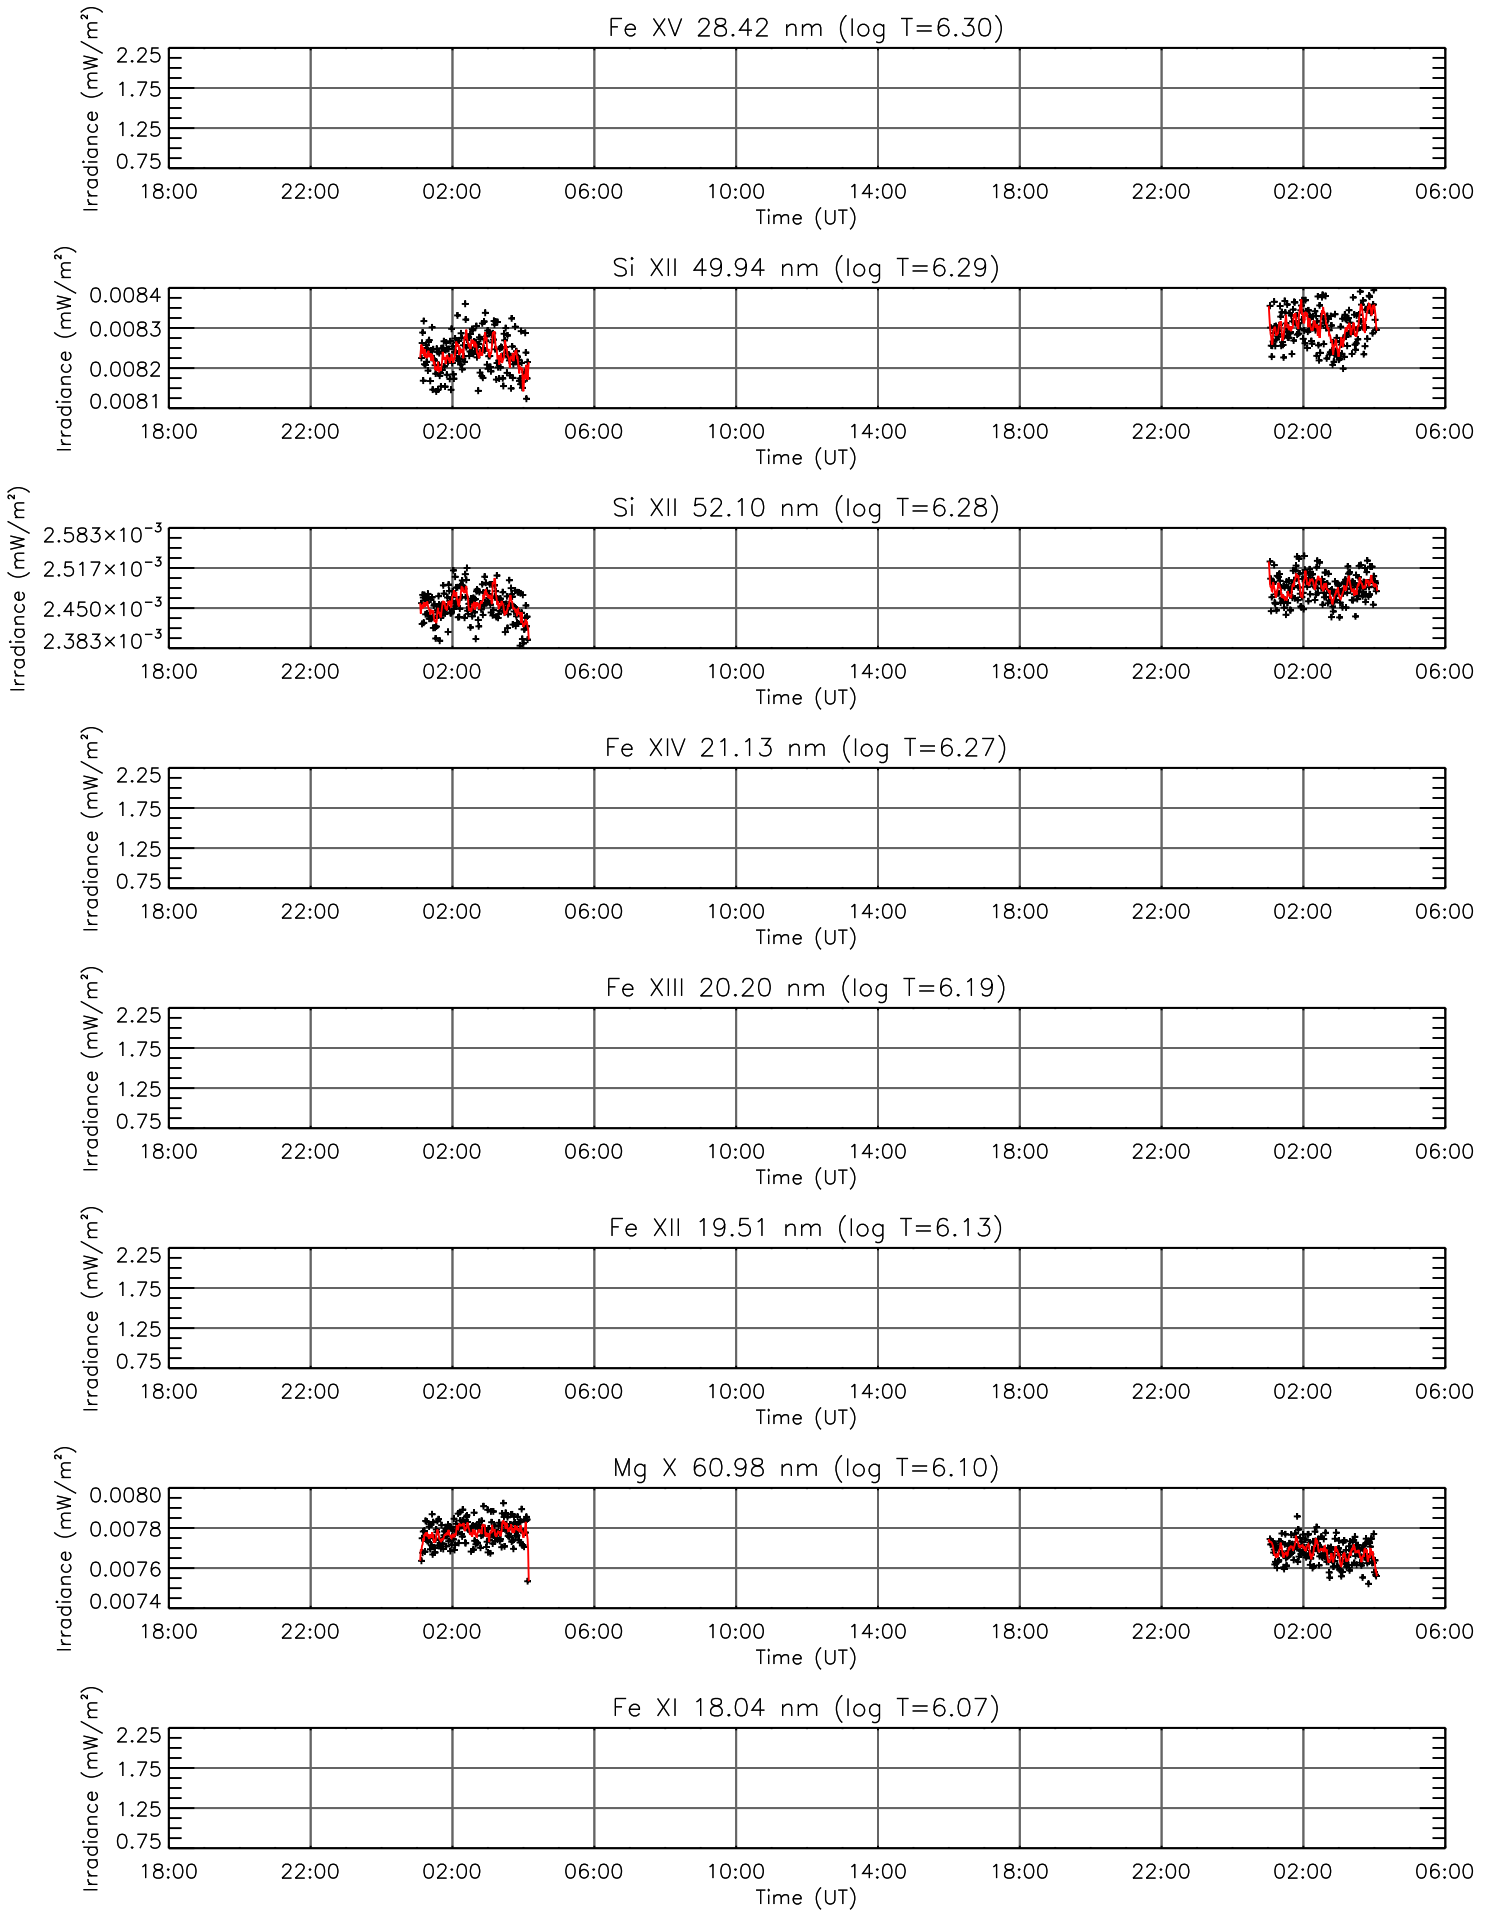 Fe XV 28.42 nm (log T=6.30)
Irradiance (mW/m²)
2.25
1.75
1.25
0.75
18:00 22:00 02:00 06:00 10:00 14:00 18:00 22:00 02:00 06:00
Time (UT)
Si XII 49.94 nm (log T=6.29)
Irradiance (mW/m²)
0.0084
0.0083
0.0082
0.0081
18:00 22:00 02:00 06:00 10:00 14:00 18:00 22:00 02:00 06:00
Time (UT)
Si XII 52.10 nm (log T=6.28)
Irradiance (mW/m²)
2.583×10⁻³
2.517×10⁻³
2.450×10⁻³
2.383×10⁻³
18:00 22:00 02:00 06:00 10:00 14:00 18:00 22:00 02:00 06:00
Time (UT)
Fe XIV 21.13 nm (log T=6.27)
Irradiance (mW/m²)
2.25
1.75
1.25
0.75
18:00 22:00 02:00 06:00 10:00 14:00 18:00 22:00 02:00 06:00
Time (UT)
Fe XIII 20.20 nm (log T=6.19)
Irradiance (mW/m²)
2.25
1.75
1.25
0.75
18:00 22:00 02:00 06:00 10:00 14:00 18:00 22:00 02:00 06:00
Time (UT)
Fe XII 19.51 nm (log T=6.13)
Irradiance (mW/m²)
2.25
1.75
1.25
0.75
18:00 22:00 02:00 06:00 10:00 14:00 18:00 22:00 02:00 06:00
Time (UT)
Mg X 60.98 nm (log T=6.10)
Irradiance (mW/m²)
0.0080
0.0078
0.0076
0.0074
18:00 22:00 02:00 06:00 10:00 14:00 18:00 22:00 02:00 06:00
Time (UT)
Fe XI 18.04 nm (log T=6.07)
Irradiance (mW/m²)
2.25
1.75
1.25
0.75
18:00 22:00 02:00 06:00 10:00 14:00 18:00 22:00 02:00 06:00
Time (UT)